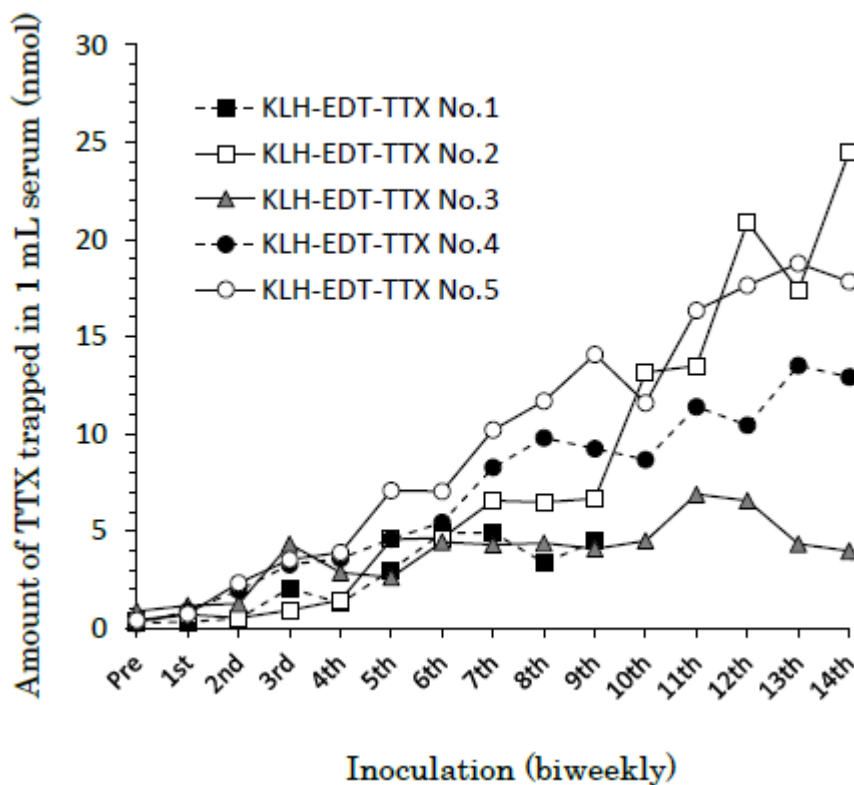 Amount of TTX trapped in 1 mL serum (nmol)
30
25
20
15
10
5
0
KLH-EDT-TTX No.1
KLH-EDT-TTX No.2
KLH-EDT-TTX No.3
KLH-EDT-TTX No.4
KLH-EDT-TTX No.5
Pre 1st 2nd 3rd 4th 5th 6th 7th 8th 9th 10th 11th 12th 13th 14th
Inoculation (biweekly)